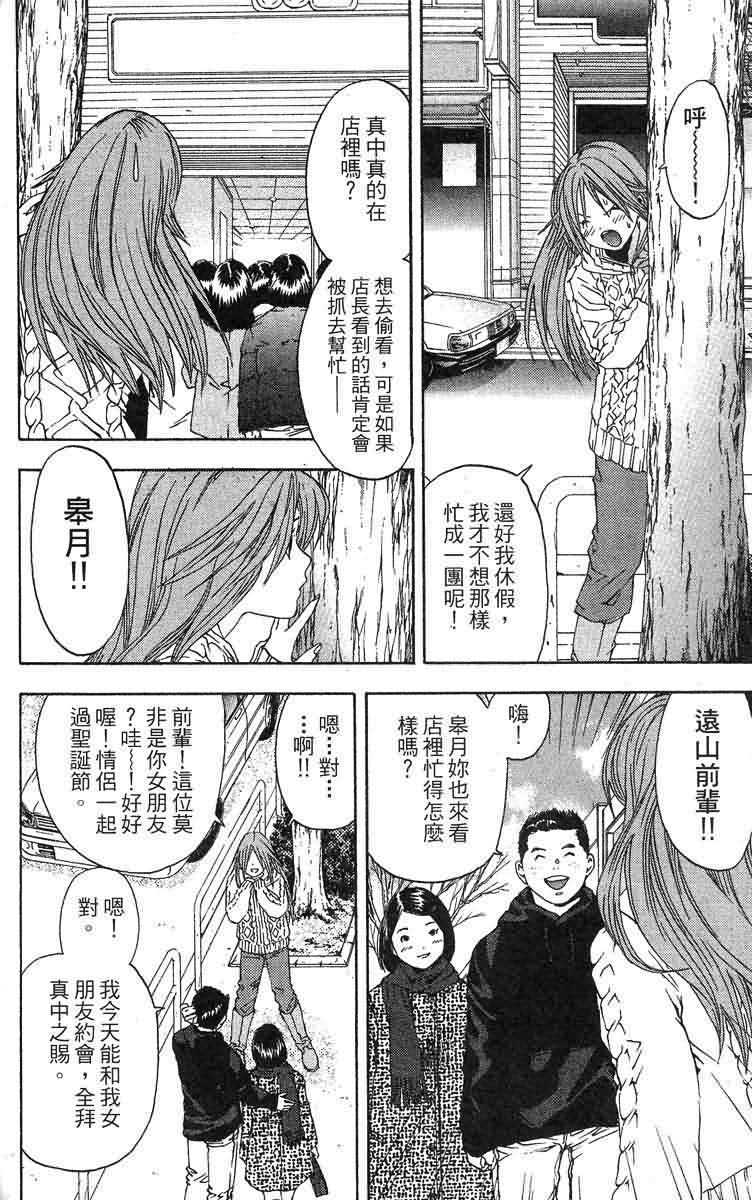 呼～～！
還好我休假，
我才不想那樣
忙成一團呢！
真中真的在
店裡嗎？
想去偷看，可是如果
店長看到的話肯定會
被抓去幫忙——
皋月!!
遠山前輩!!
嗨！
皋月妳也來看
店裡忙得怎麼
樣嗎？
嗯…對…
…啊!!
前輩！這位莫
非是你女朋友
？哇～！好好
喔！情侶一起
過聖誕節。
嗯！
對。
我今天能和我女
朋友約會，全拜
真中之賜。